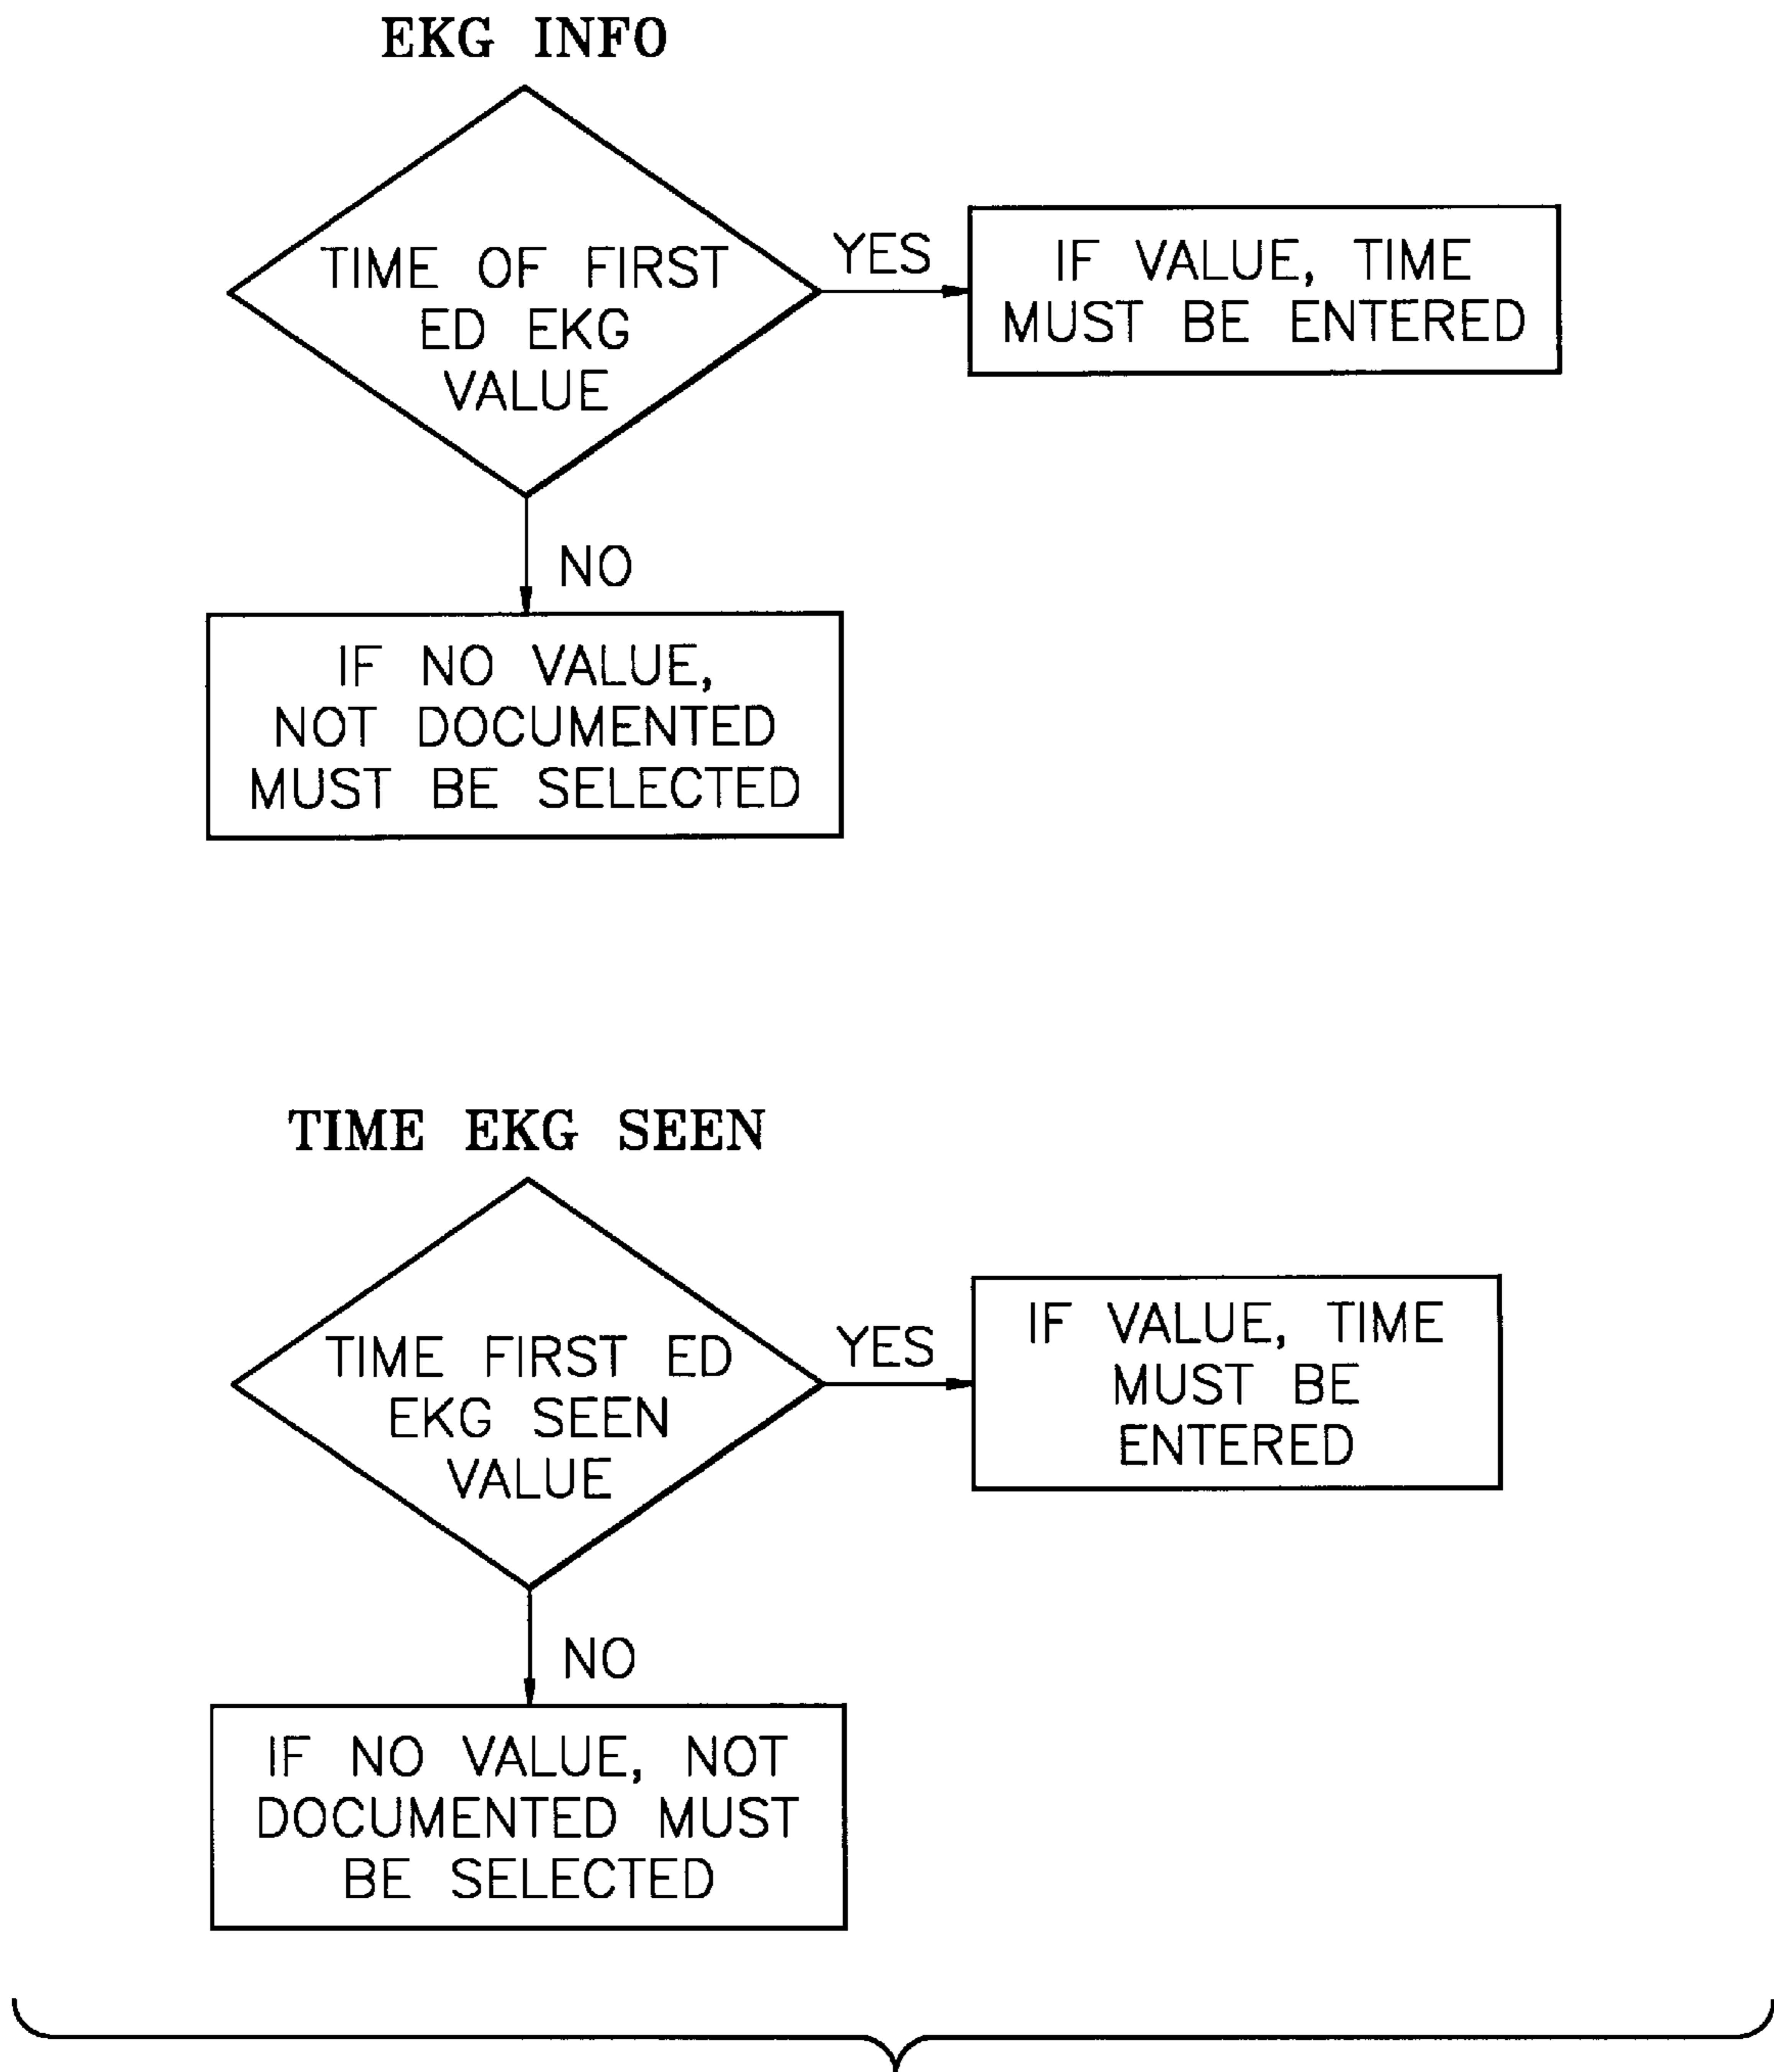 EKG INFO
TIME OF FIRST
ED EKG
VALUE
YES
IF VALUE, TIME
MUST BE ENTERED
NO
IF NO VALUE,
NOT DOCUMENTED
MUST BE SELECTED
TIME EKG SEEN
TIME FIRST ED
EKG SEEN
VALUE
YES
IF VALUE, TIME
MUST BE
ENTERED
NO
IF NO VALUE, NOT
DOCUMENTED MUST
BE SELECTED